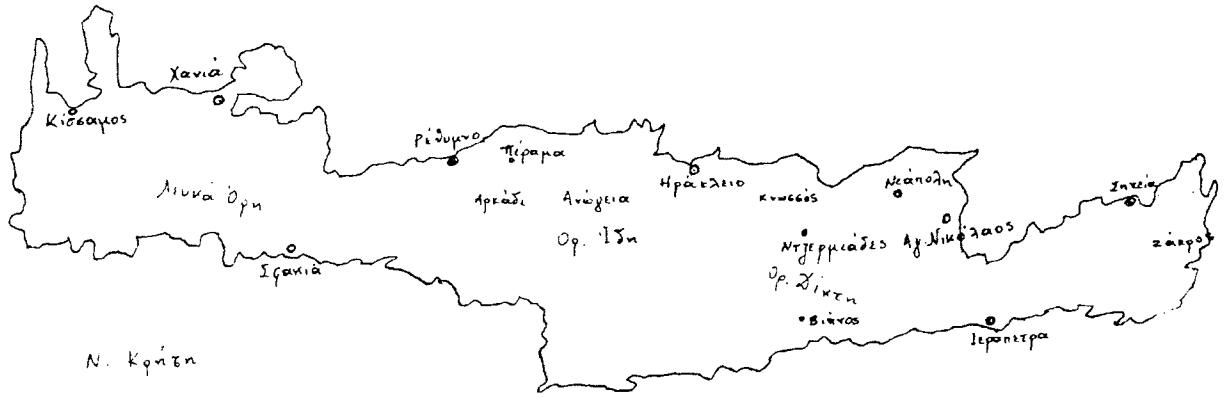 Χανιά
Κίσσαμος
Ρέθυμνο
Πέραμα
Ηράκλειο
Κνωσσός
Νεάπολη
Σητεία
Λευκά Όρη
Αρκάδι
Ανώγεια
Ορ. Ίδη
Ντζερμιάδες
Αγ. Νικόλαος
Ζάκρος
Σφακιά
Ορ. Δίκτη
Βιάννος
Ιεράπετρα
Ν. Κρήτη